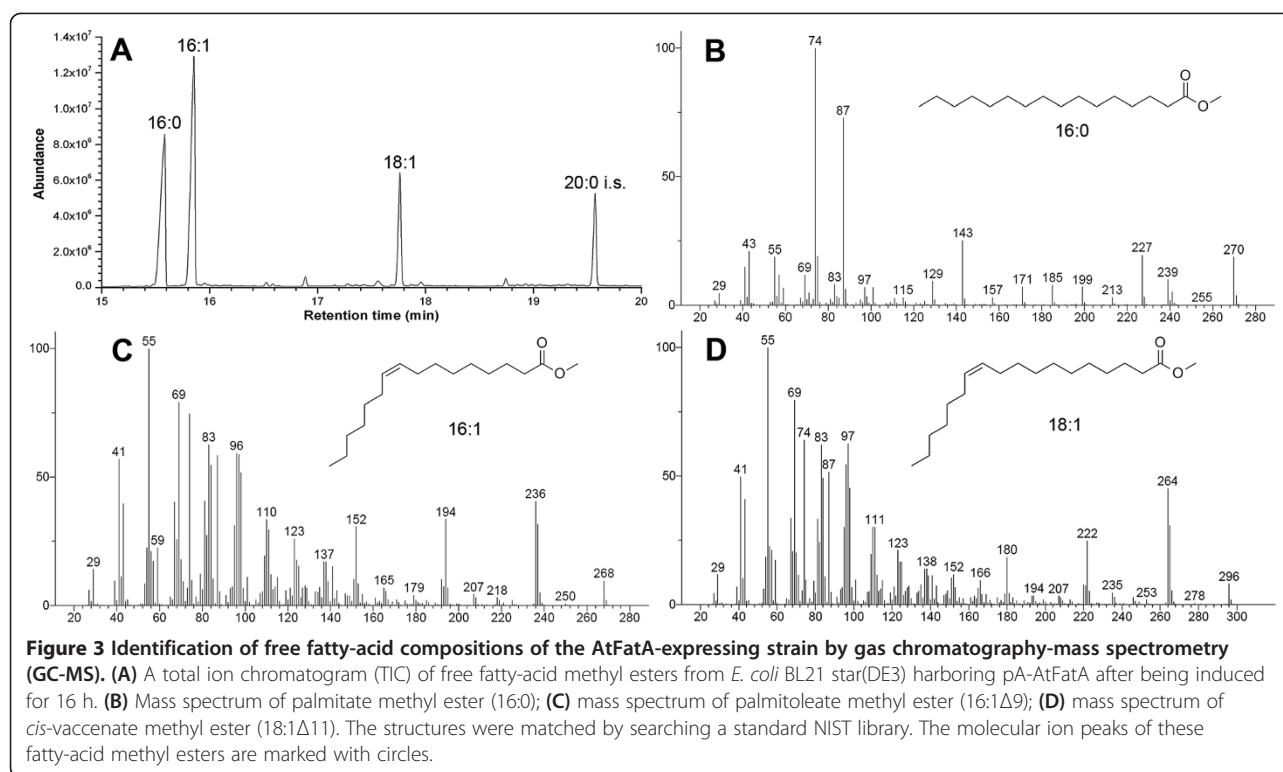 A
Abundance
1.4x10⁷
1.2x10⁷
1.0x10⁷
8.0x10⁶
6.0x10⁶
4.0x10⁶
2.0x10⁶
0.0
16:0
16:1
18:1
20:0 i.s.
15 16 17 18 19 20
Retention time (min)
B
100
50
0
29 43 55 69 74 83 87 97 115 129 143 157 171 185 199 213 227 239 255 270
O
O
16:0
20 40 60 80 100 120 140 160 180 200 220 240 260 280
C
100
50
0
29 41 55 59 69 83 96 110 123 137 152 165 179 194 207 218 236 250 268
O
O
16:1
20 40 60 80 100 120 140 160 180 200 220 240 260 280
D
100
50
0
29 41 55 69 74 83 87 97 111 123 138 152 166 180 194 207 222 235 253 264 278 296
O
O
18:1
20 40 60 80 100 120 140 160 180 200 220 240 260 280 300
Figure 3 Identification of free fatty-acid compositions of the AtFatA-expressing strain by gas chromatography-mass spectrometry
(GC-MS). (A) A total ion chromatogram (TIC) of free fatty-acid methyl esters from E. coli BL21 star(DE3) harboring pA-AtFatA after being induced
for 16 h. (B) Mass spectrum of palmitate methyl ester (16:0); (C) mass spectrum of palmitoleate methyl ester (16:1Δ9); (D) mass spectrum of
cis-vaccenate methyl ester (18:1Δ11). The structures were matched by searching a standard NIST library. The molecular ion peaks of these
fatty-acid methyl esters are marked with circles.